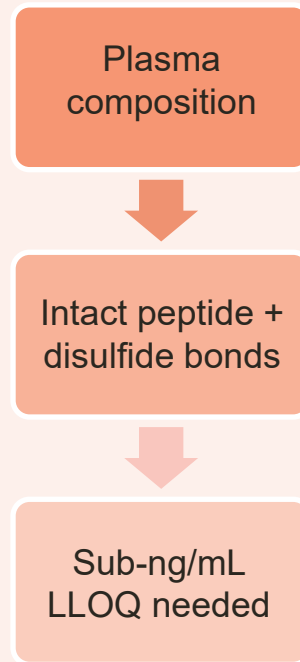 Plasma
composition
Intact peptide +
disulfide bonds
Sub-ng/mL
LLOQ needed